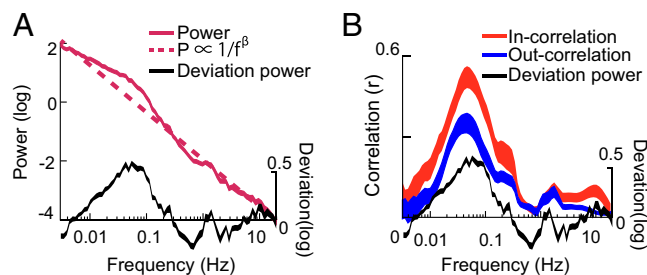 A
Power
P ∝ 1/fᵝ
Deviation power
2
0
-2
-4
Power (log)
0.5
0
Deviation(log)
0.01
0.1
1
10
Frequency (Hz)
B
In-correlation
Out-correlation
Deviation power
0.6
Correlation (r)
0.5
0
Devation(log)
0.01
0.1
1
10
Frequency (Hz)